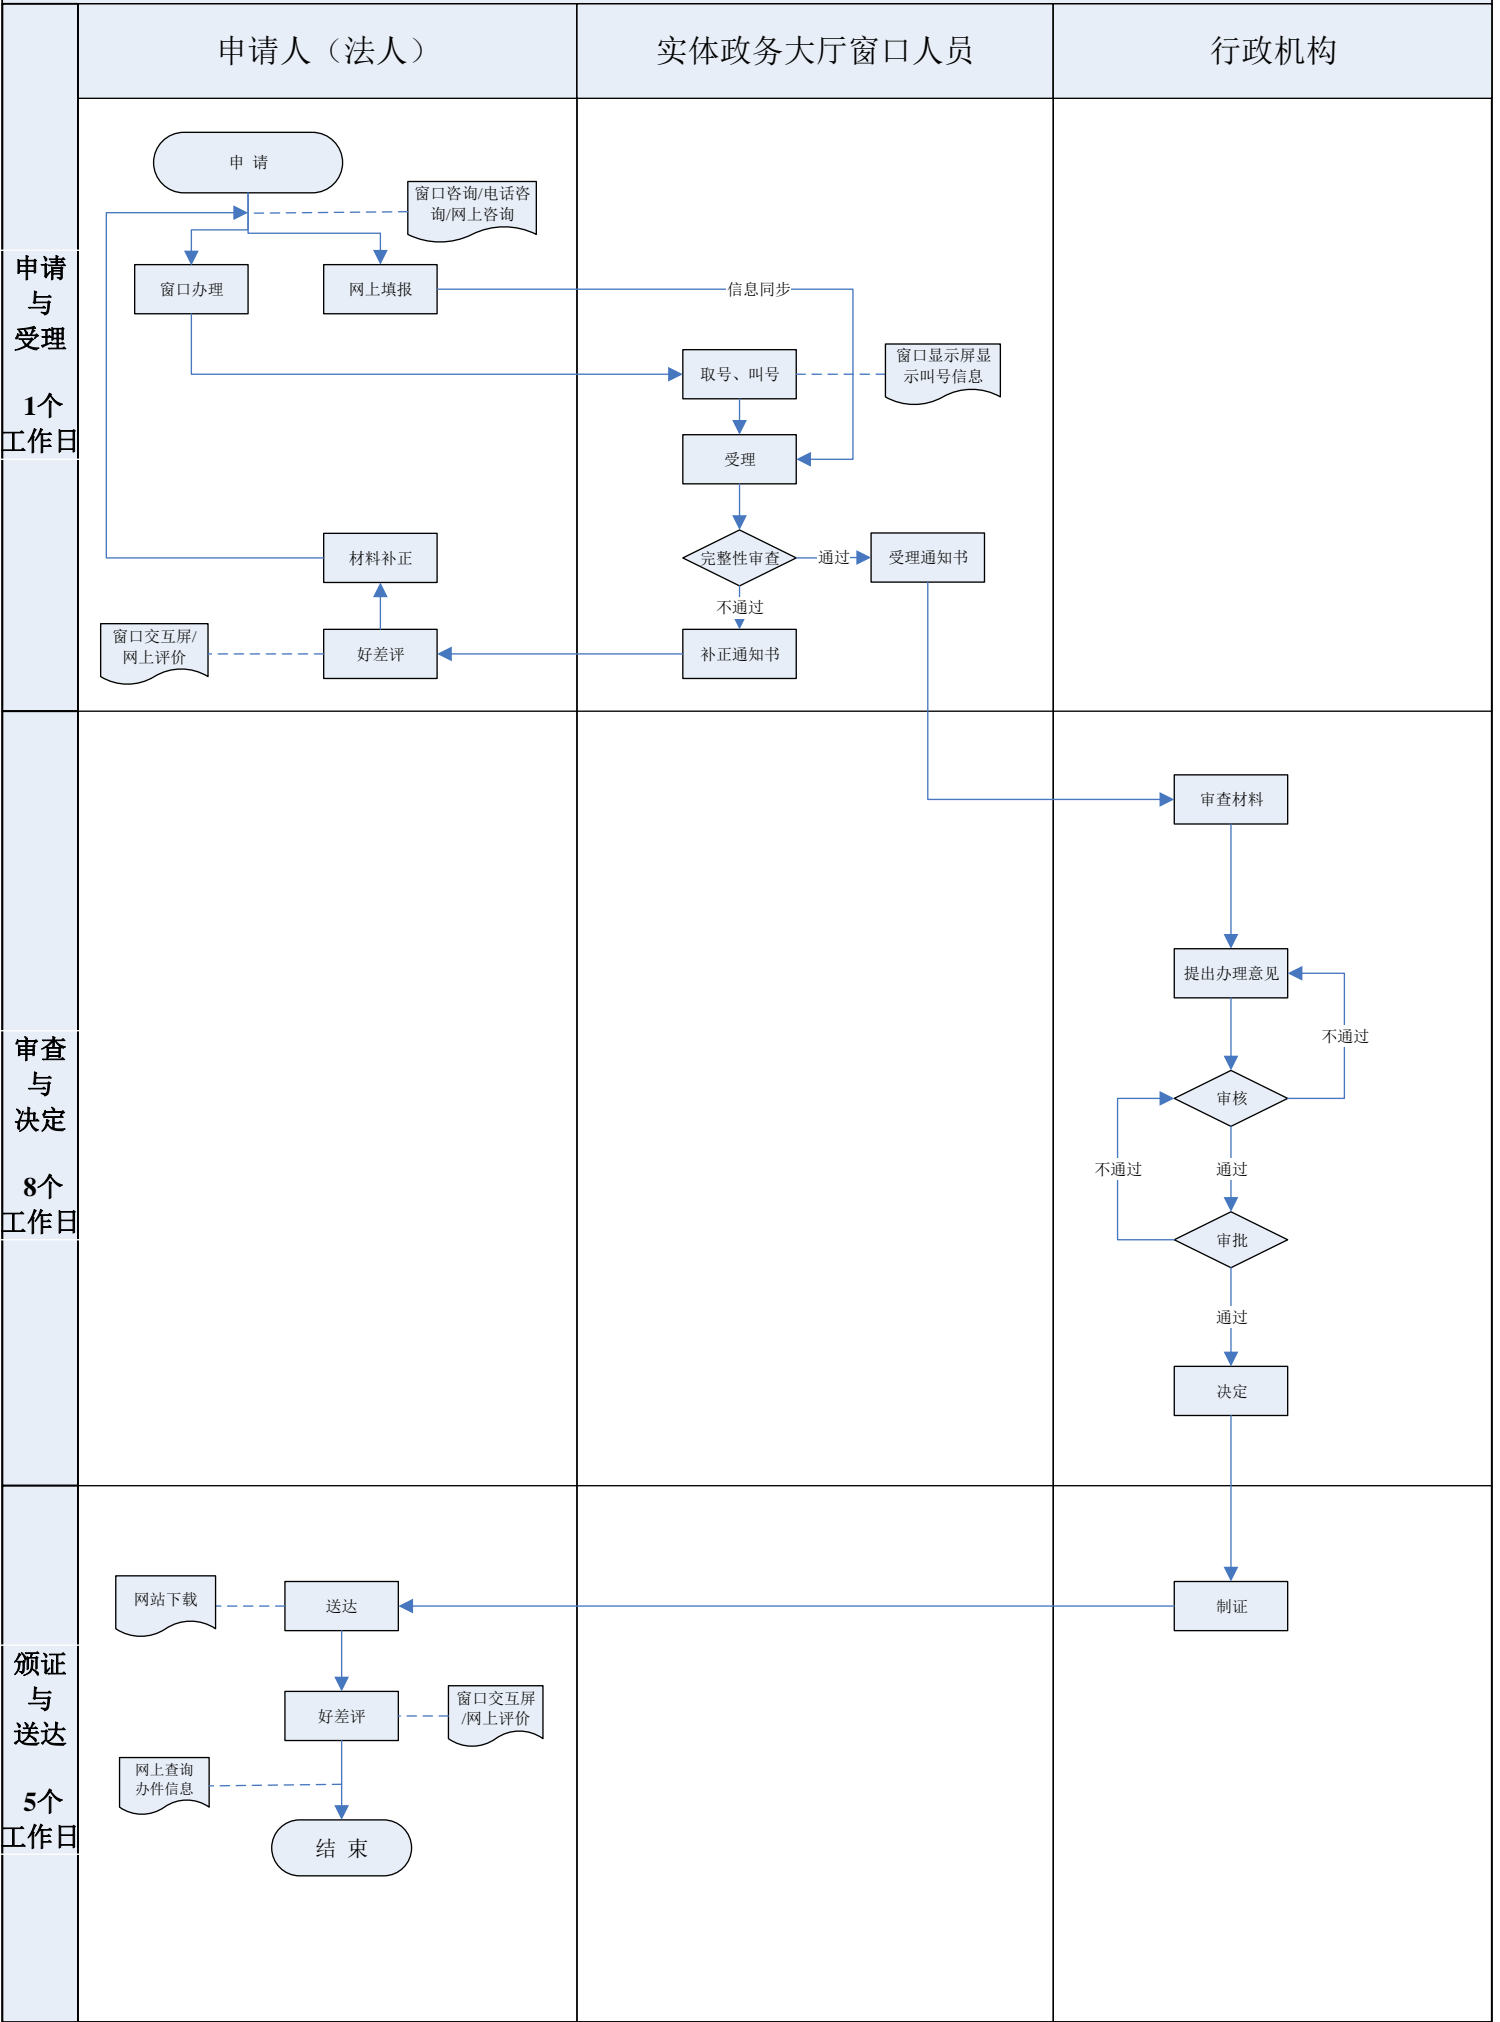 申请人（法人）
实体政务大厅窗口人员
行政机构
申请
与
受理
1个
工作日
申 请
窗口咨询/电话咨
询/网上咨询
窗口办理
网上填报
信息同步
取号、叫号
窗口显示屏显
示叫号信息
受理
完整性审查
通过
受理通知书
不通过
材料补正
窗口交互屏/
网上评价
好差评
补正通知书
审查
与
决定
8个
工作日
审查材料
提出办理意见
不通过
审核
不通过
通过
审批
通过
决定
颁证
与
送达
5个
工作日
网站下载
送达
制证
好差评
窗口交互屏
/网上评价
网上查询
办件信息
结 束